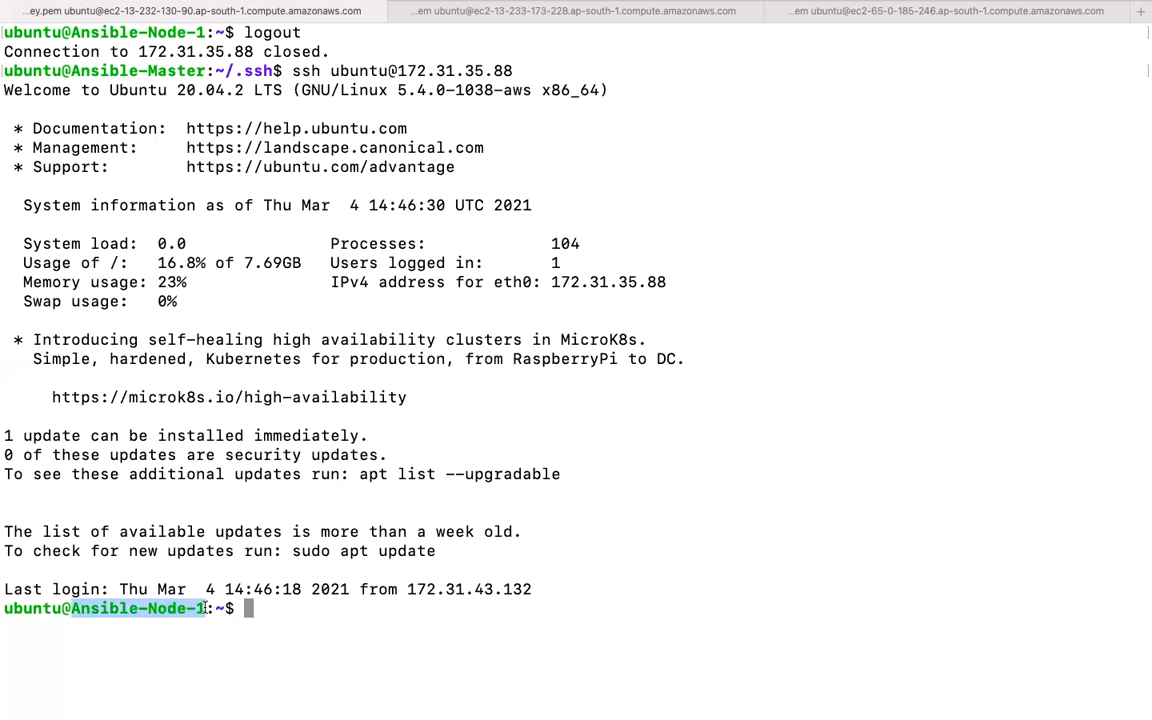 ...ey.pem ubuntu@ec2-13-232-130-90.ap-south-1.compute.amazonaws.com ...em ubuntu@ec2-13-233-173-228.ap-south-1.compute.amazonaws.com ...em ubuntu@ec2-65-0-185-246.ap-south-1.compute.amazonaws.com +
ubuntu@Ansible-Node-1:~$ logout
Connection to 172.31.35.88 closed.
ubuntu@Ansible-Master:~/.ssh$ ssh ubuntu@172.31.35.88
Welcome to Ubuntu 20.04.2 LTS (GNU/Linux 5.4.0-1038-aws x86_64)
* Documentation:  https://help.ubuntu.com
* Management:     https://landscape.canonical.com
* Support:        https://ubuntu.com/advantage
System information as of Thu Mar  4 14:46:30 UTC 2021
System load:  0.0               Processes:             104
Usage of /:   16.8% of 7.69GB   Users logged in:       1
Memory usage: 23%               IPv4 address for eth0: 172.31.35.88
Swap usage:   0%
* Introducing self-healing high availability clusters in MicroK8s.
Simple, hardened, Kubernetes for production, from RaspberryPi to DC.
https://microk8s.io/high-availability
1 update can be installed immediately.
0 of these updates are security updates.
To see these additional updates run: apt list --upgradable
The list of available updates is more than a week old.
To check for new updates run: sudo apt update
Last login: Thu Mar  4 14:46:18 2021 from 172.31.43.132
ubuntu@Ansible-Node-1:~$